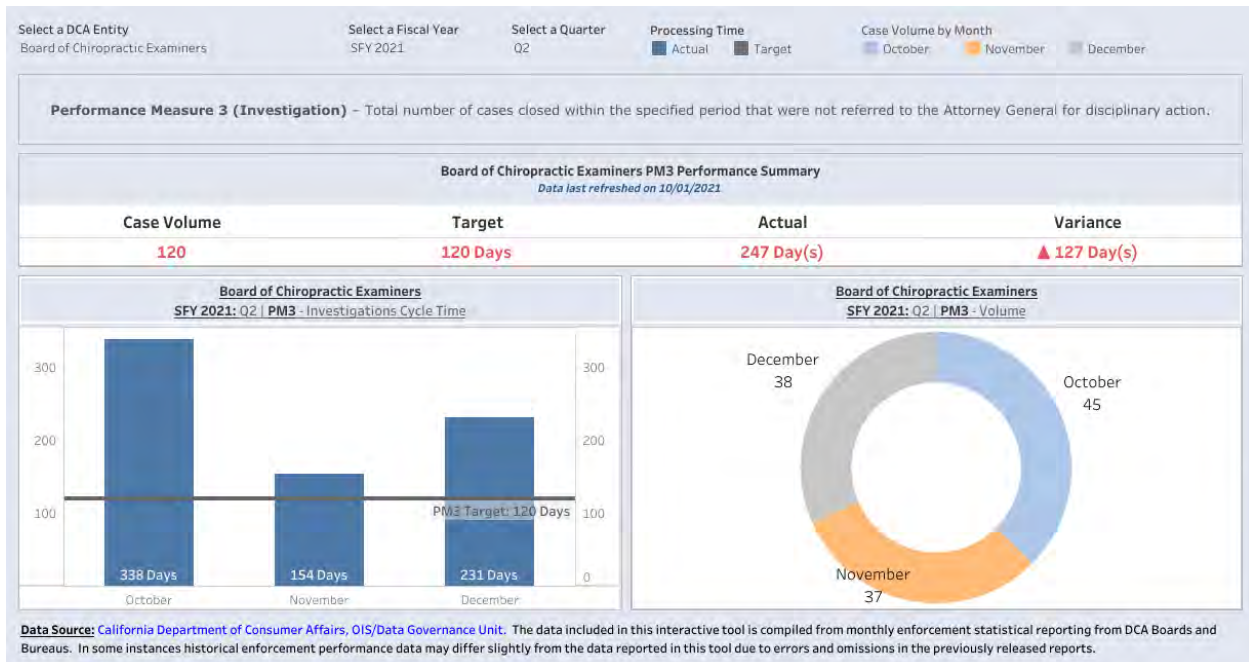 Select a DCA Entity
Board of Chiropractic Examiners
Select a Fiscal Year
SFY 2021
Select a Quarter
Q2
Processing Time
Actual Target
Case Volume by Month
October November December
Performance Measure 3 (Investigation) – Total number of cases closed within the specified period that were not referred to the Attorney General for disciplinary action.
Board of Chiropractic Examiners PM3 Performance Summary
Data last refreshed on 10/01/2021
Case Volume Target Actual Variance
120 120 Days 247 Day(s) ▲ 127 Day(s)
Board of Chiropractic Examiners
SFY 2021: Q2 | PM3 - Investigations Cycle Time
300 300
200 200
PM3 Target: 120 Days
100 100
338 Days 154 Days 231 Days 0
October November December
Board of Chiropractic Examiners
SFY 2021: Q2 | PM3 - Volume
December
38
October
45
November
37
Data Source: California Department of Consumer Affairs, OIS/Data Governance Unit. The data included in this interactive tool is compiled from monthly enforcement statistical reporting from DCA Boards and
Bureaus. In some instances historical enforcement performance data may differ slightly from the data reported in this tool due to errors and omissions in the previously released reports.